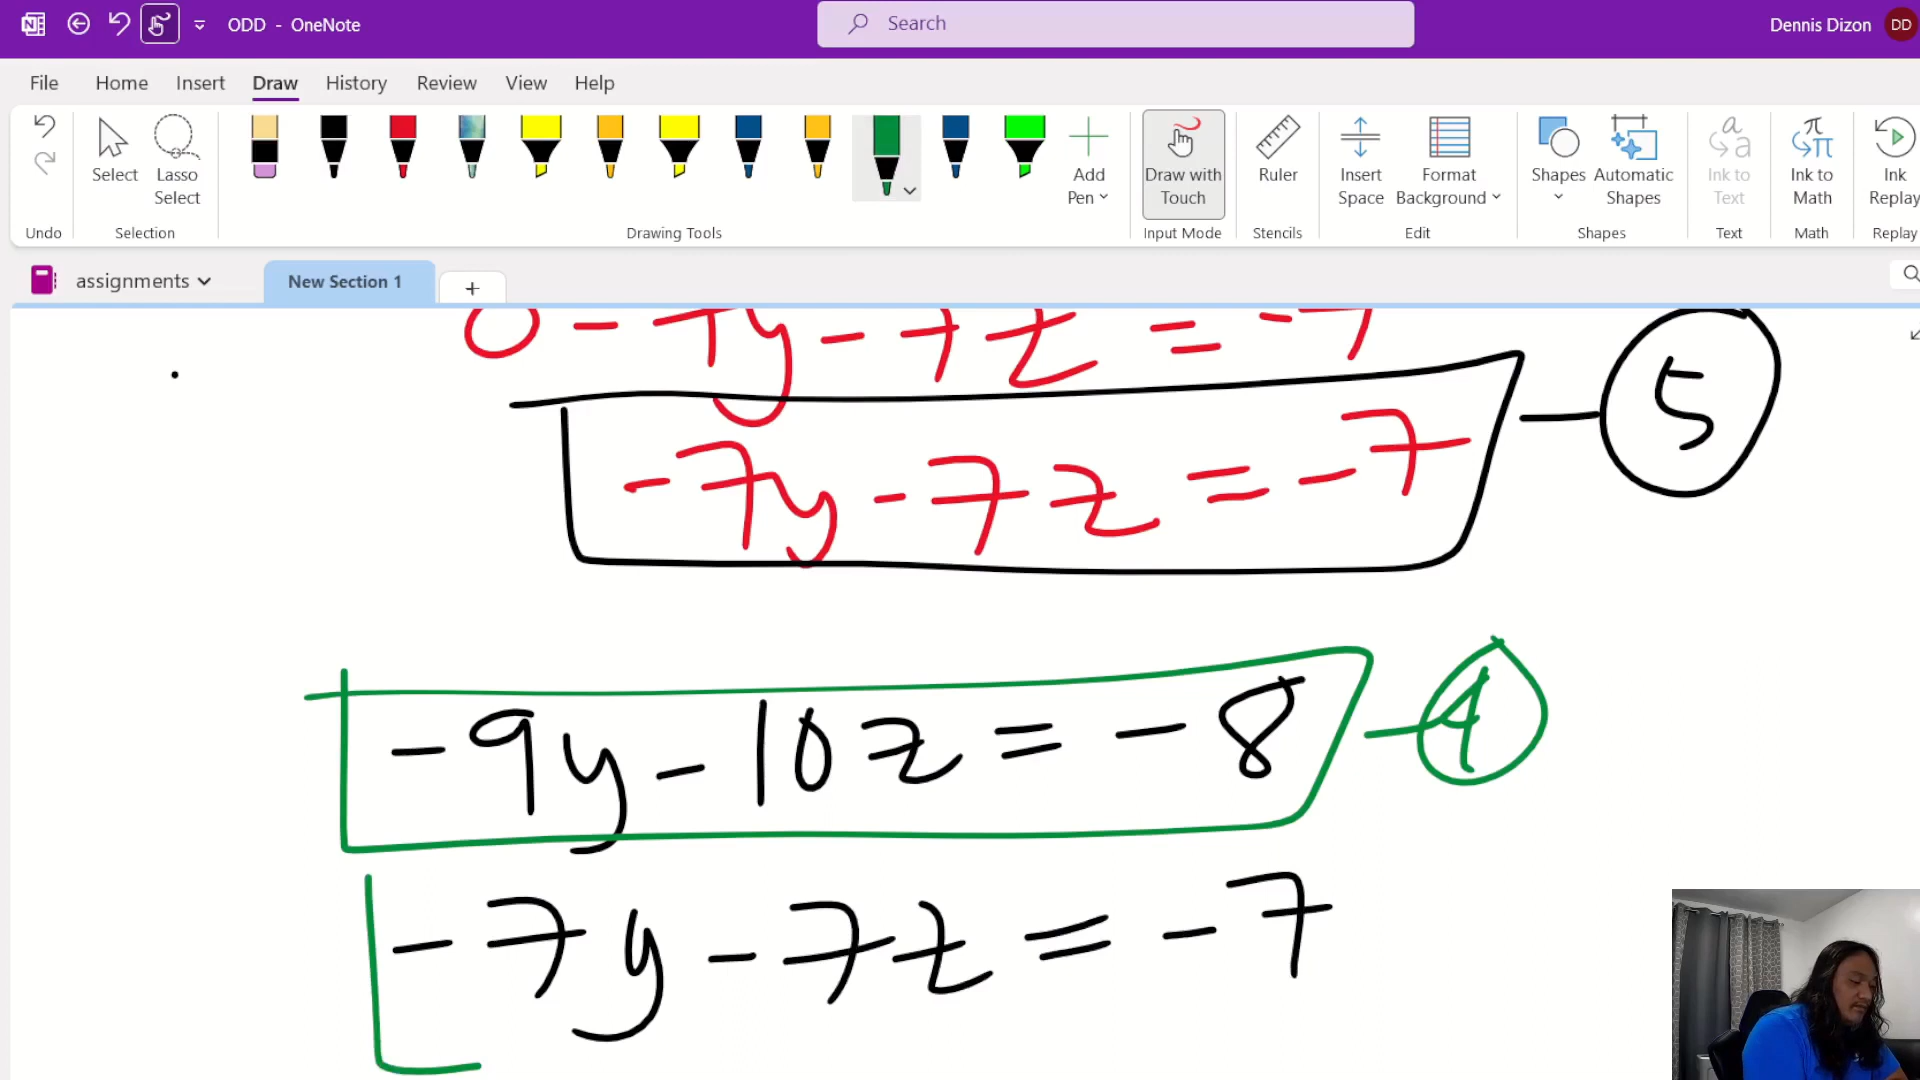 ODD - OneNote
Search
Dennis Dizon
DD
File Home Insert Draw History Review View Help
Select
Lasso Select
Add Pen
Draw with Touch
Ruler
Insert Space
Format Background
Shapes
Automatic Shapes
Ink to Text
Ink to Math
Ink Replay
Undo Selection Drawing Tools Input Mode Stencils Edit Shapes Text Math Replay
assignments
New Section 1
+
0 - 7y - 7z = -7
-7y - 7z = -7 — 5
-9y - 10z = -8 — 4
-7y - 7z = -7